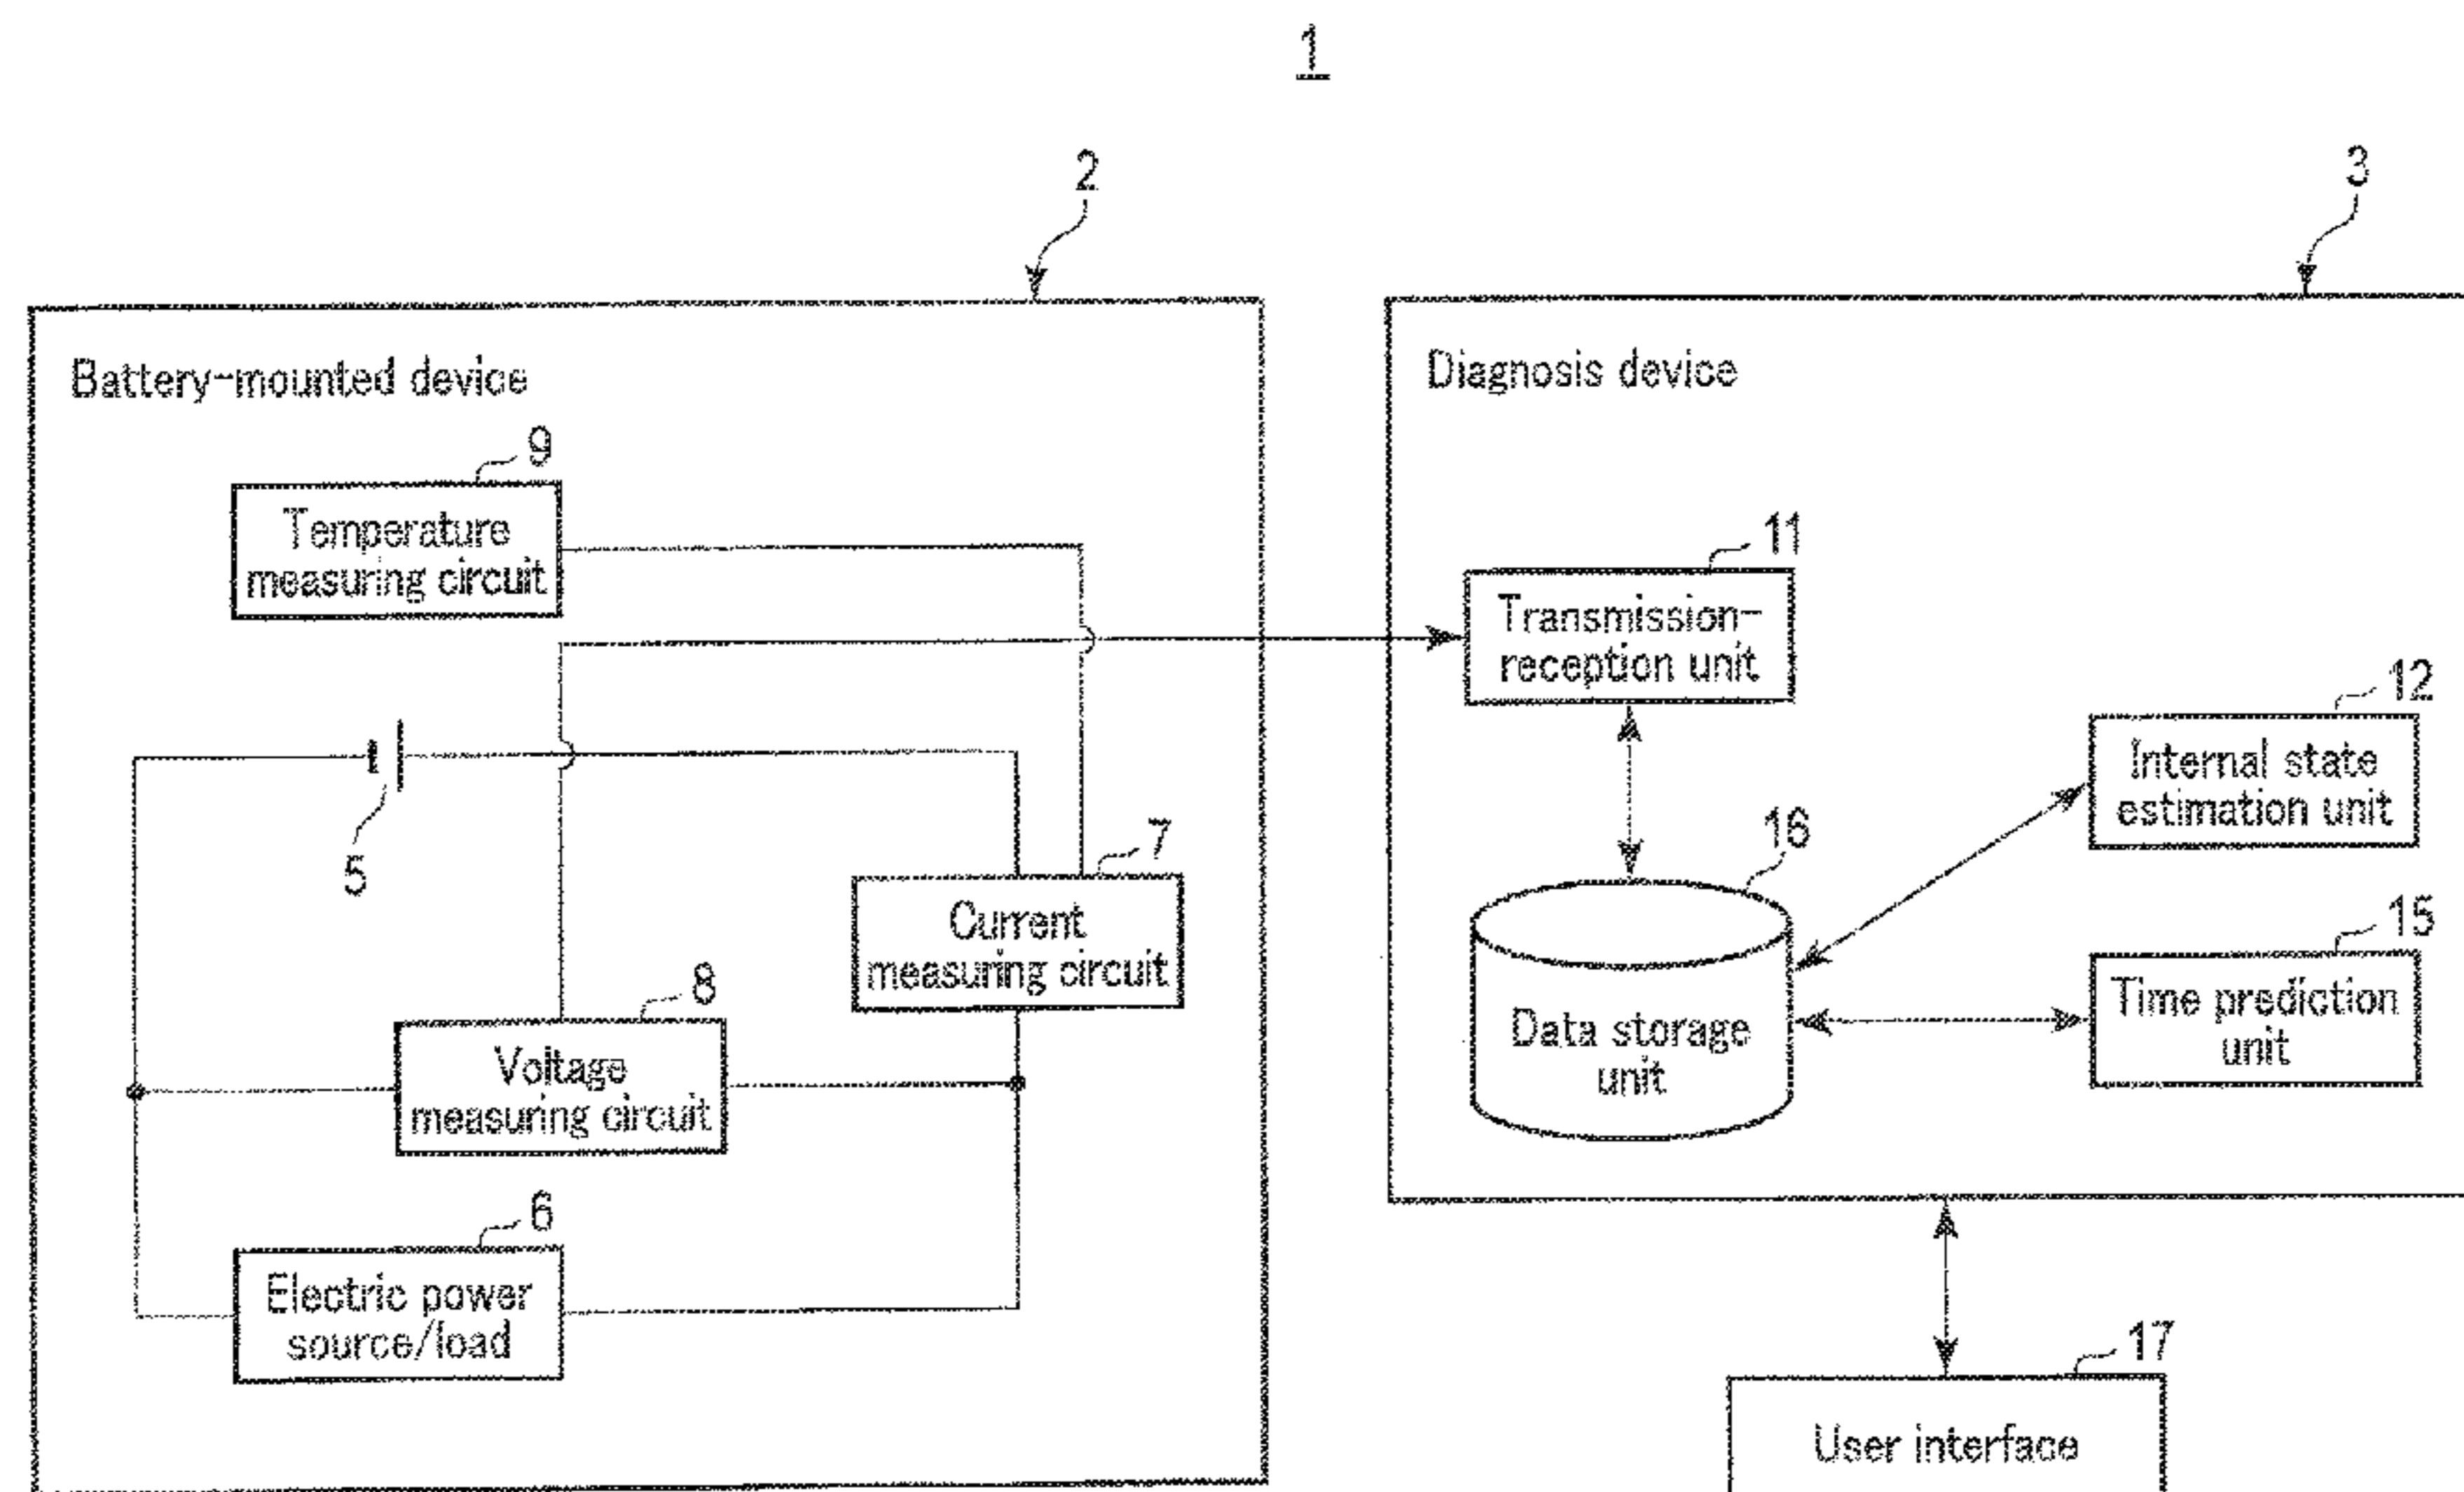 1
2
3
Battery-mounted device
Diagnosis device
9
Temperature
measuring circuit
11
Transmission-
reception unit
12
Internal state
estimation unit
5
7
Current
measuring circuit
16
Data storage
unit
15
Time prediction
unit
8
Voltage
measuring circuit
6
Electric power
source/load
17
User interface